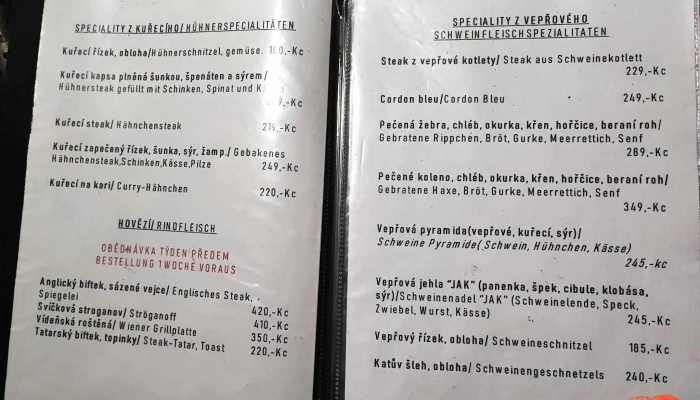 SPECIALITY Z KUŘECÍHO/HÜHNERSPECIALITÄTEN
Kuřecí řízek, obloha/Hühnerschnitzel, gemüse.
Kuřecí kapsa plněná šunkou, špenáten a sýrem/
Hühnersteak gefüllt mit Schinken, Spinat und
Kuřecí steak/ Hähnchensteak 219,-Kc
Kuřecí zapečený řízek, šunka, sýr, žamp./ Gebakenes
Hähnchensteak,Schinken,Kässe,Pilze 249,-Kc
Kuřecí na kari/ Curry-Hähnchen 220,-Kc
HOVĚZÍ/RINDFLEISCH
OBĚDNÁVKA TÝDEN PŘEDEM
BESTELLUNG 1 WOCHE VORAUS
Anglický biftek, sázené vejce/ Englisches Steak,
Spiegelei 420,-Kc
Svíčková stroganov/ Ströganoff 410,-Kc
Vídeňská roštěná/ Wiener Grillplatte 350,-Kc
Tatarský biftek, topinky/ Steak-Tatar, Toast 220,-Kc
SPECIALITY Z VEPŘOVÉHO
SCHWEINFLEISCHSPEZIALITÄTEN
Steak z vepřové kotlety/ Steak aus Schweinekotlett
229,-Kc
Cordon bleu/Cordon Bleu 249,-Kc
Pečená žebra, chléb, okurka, křen, hořčice, beraní roh/
Gebratene Rippchen, Bröt, Gurke, Meerrettich, Senf
289,-Kc
Pečené koleno, chléb, okurka, křen, hořčice, beraní roh/
Gebratene Haxe, Bröt, Gurke, Meerrettich, Senf
349,-Kc
Vepřová pyramida(vepřové, kuřecí, sýr)/
Schweine Pyramide( Schwein, Hühnchen, Kässe)
245,-kc
Vepřová jehla "JAK" (panenka, špek, cibule, klobása,
sýr)/Schweinenadel "JAK" (Schweinelende, Speck,
Zwiebel, Wurst, Kässe) 245,-Kc
Vepřový řízek, obloha/ Schweineschnitzel 185,-Kc
Katův šleh, obloha/ Schweinengeschnetzels 240,-Kc